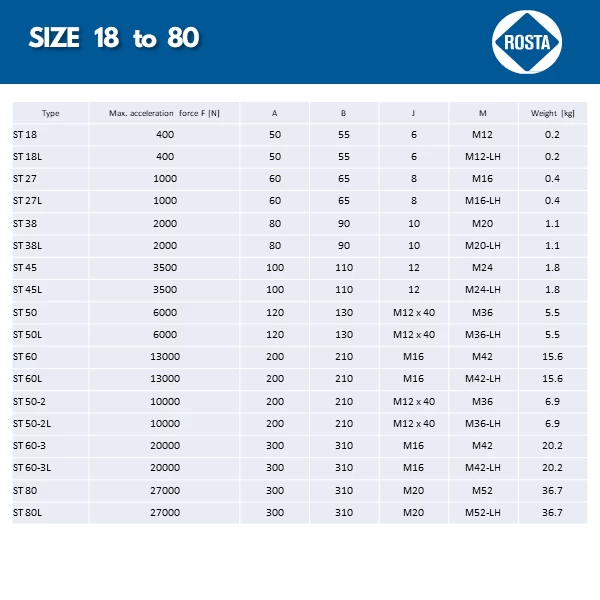 SIZE 18 to 80
ROSTA
Type Max. acceleration force F [N] A B J M Weight [kg]
ST 18 400 50 55 6 M12 0.2
ST 18L 400 50 55 6 M12-LH 0.2
ST 27 1000 60 65 8 M16 0.4
ST 27L 1000 60 65 8 M16-LH 0.4
ST 38 2000 80 90 10 M20 1.1
ST 38L 2000 80 90 10 M20-LH 1.1
ST 45 3500 100 110 12 M24 1.8
ST 45L 3500 100 110 12 M24-LH 1.8
ST 50 6000 120 130 M12 x 40 M36 5.5
ST 50L 6000 120 130 M12 x 40 M36-LH 5.5
ST 60 13000 200 210 M16 M42 15.6
ST 60L 13000 200 210 M16 M42-LH 15.6
ST 50-2 10000 200 210 M12 x 40 M36 6.9
ST 50-2L 10000 200 210 M12 x 40 M36-LH 6.9
ST 60-3 20000 300 310 M16 M42 20.2
ST 60-3L 20000 300 310 M16 M42-LH 20.2
ST 80 27000 300 310 M20 M52 36.7
ST 80L 27000 300 310 M20 M52-LH 36.7